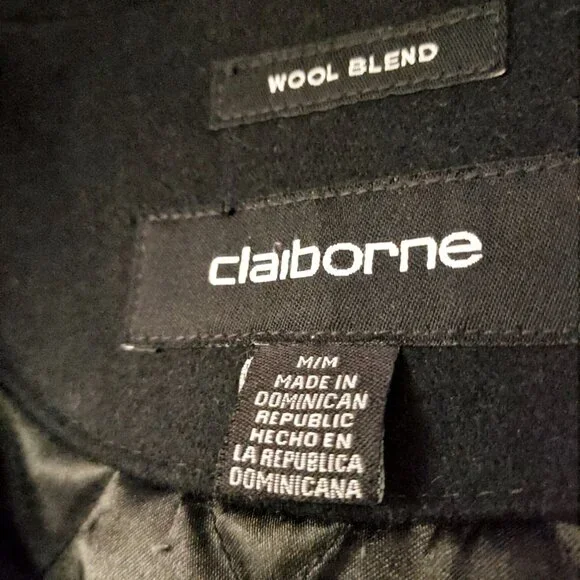 WOOL BLEND
claiborne
M/M
MADE IN
DOMINICAN
REPUBLIC
HECHO EN
LA REPUBLICA
DOMINICANA